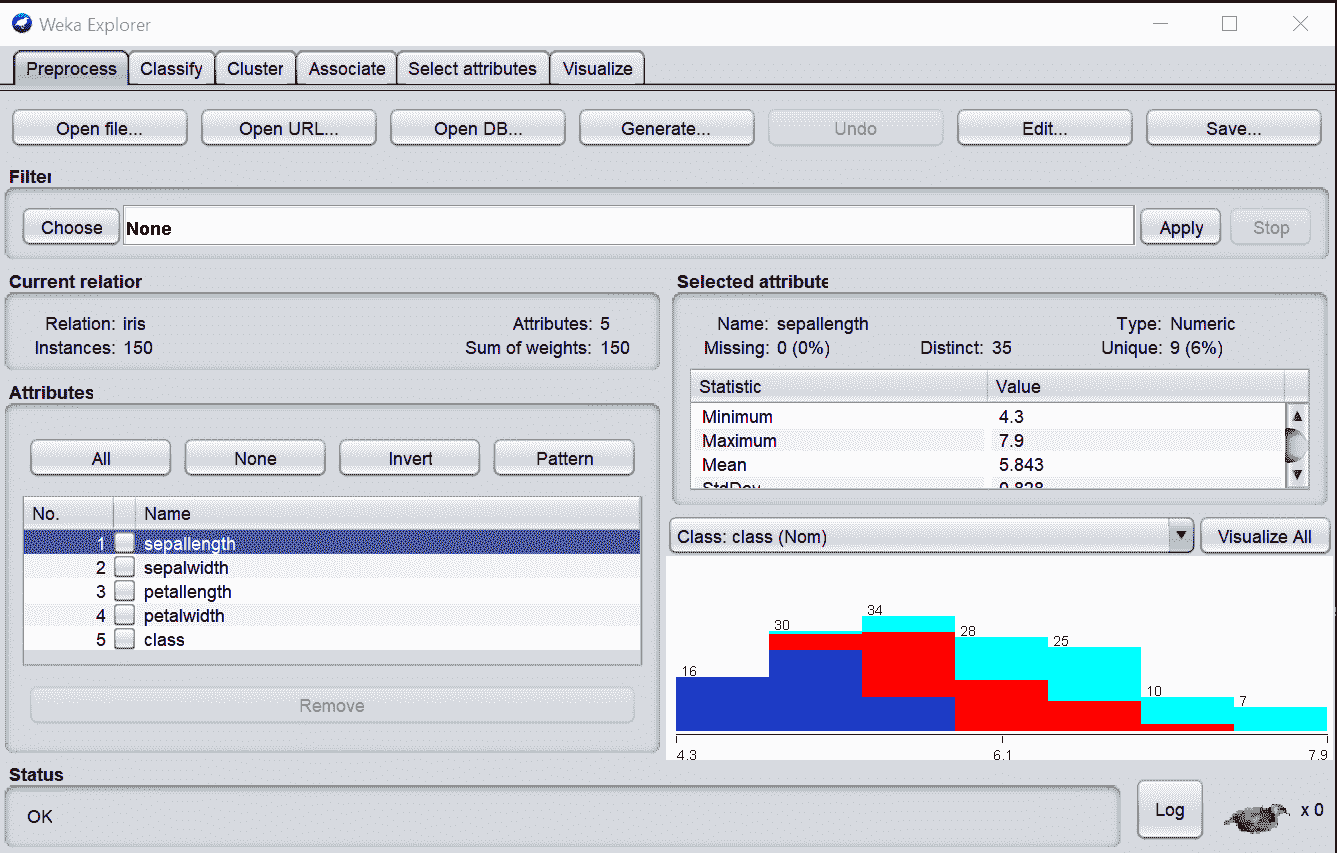 Weka Explorer
Preprocess Classify Cluster Associate Select attributes Visualize
Open file... Open URL... Open DB... Generate... Undo Edit... Save...
Filter
Choose None Apply Stop
Current relation
Relation: iris Attributes: 5
Instances: 150 Sum of weights: 150
Attributes
All None Invert Pattern
No. Name
1 sepallength
2 sepalwidth
3 petallength
4 petalwidth
5 class
Remove
Selected attribute
Name: sepallength Type: Numeric
Missing: 0 (0%) Distinct: 35 Unique: 9 (6%)
Statistic Value
Minimum 4.3
Maximum 7.9
Mean 5.843
StdDev 0.828
Class: class (Nom) Visualize All
16 30 34 28 25 10 7
4.3 6.1 7.9
Status
OK Log x 0